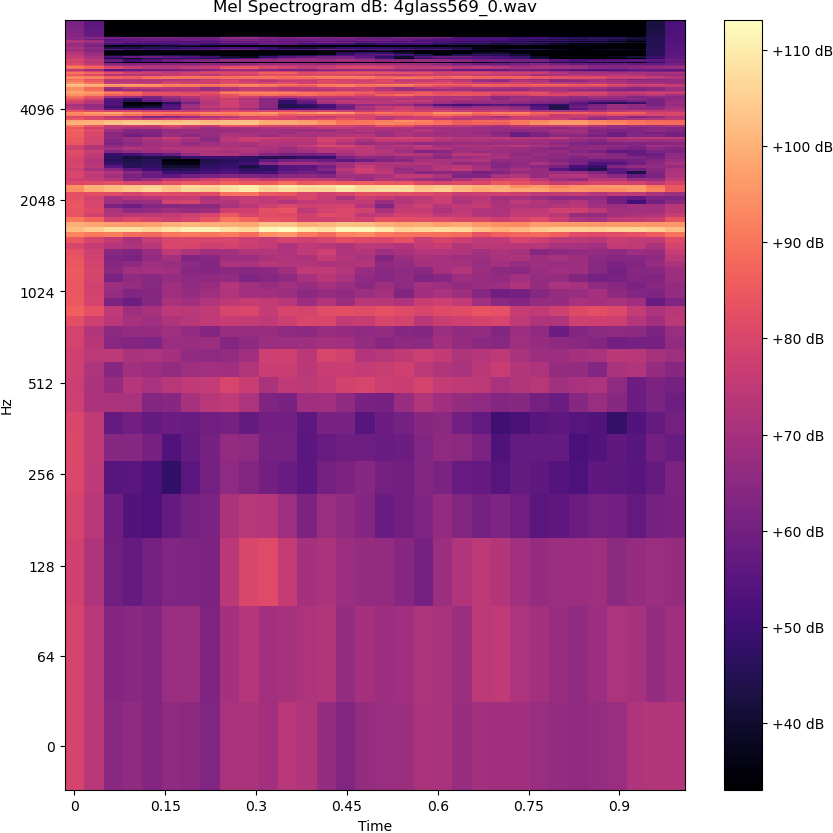 Mel Spectrogram dB: 4glass569_0.wav
+110 dB
4096
+100 dB
2048
+90 dB
1024
+80 dB
512
Hz
+70 dB
256
+60 dB
128
+50 dB
64
+40 dB
0
0 0.15 0.3 0.45 0.6 0.75 0.9
Time